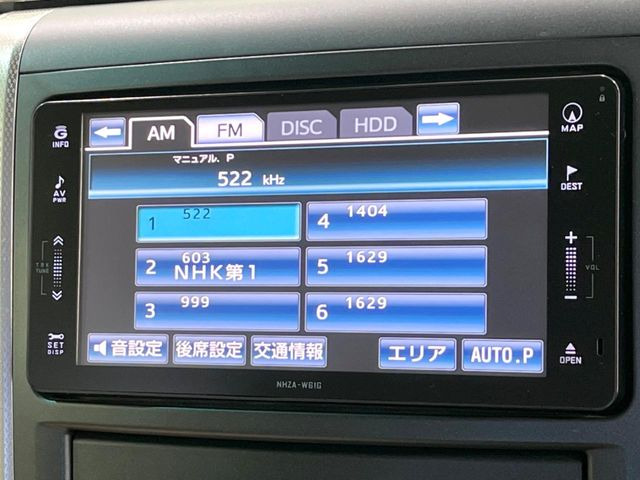 G
INFO
AV
PWR
TRK
TUNE
SET
DISP
AM
FM
DISC
HDD
マニュアル. P
522 kHz
1 522
2 603
NHK第1
3 999
4 1404
5 1629
6 1629
音設定
後席設定
交通情報
エリア
AUTO.P
NHZA-W61G
MAP
DEST
+
VOL
−
OPEN